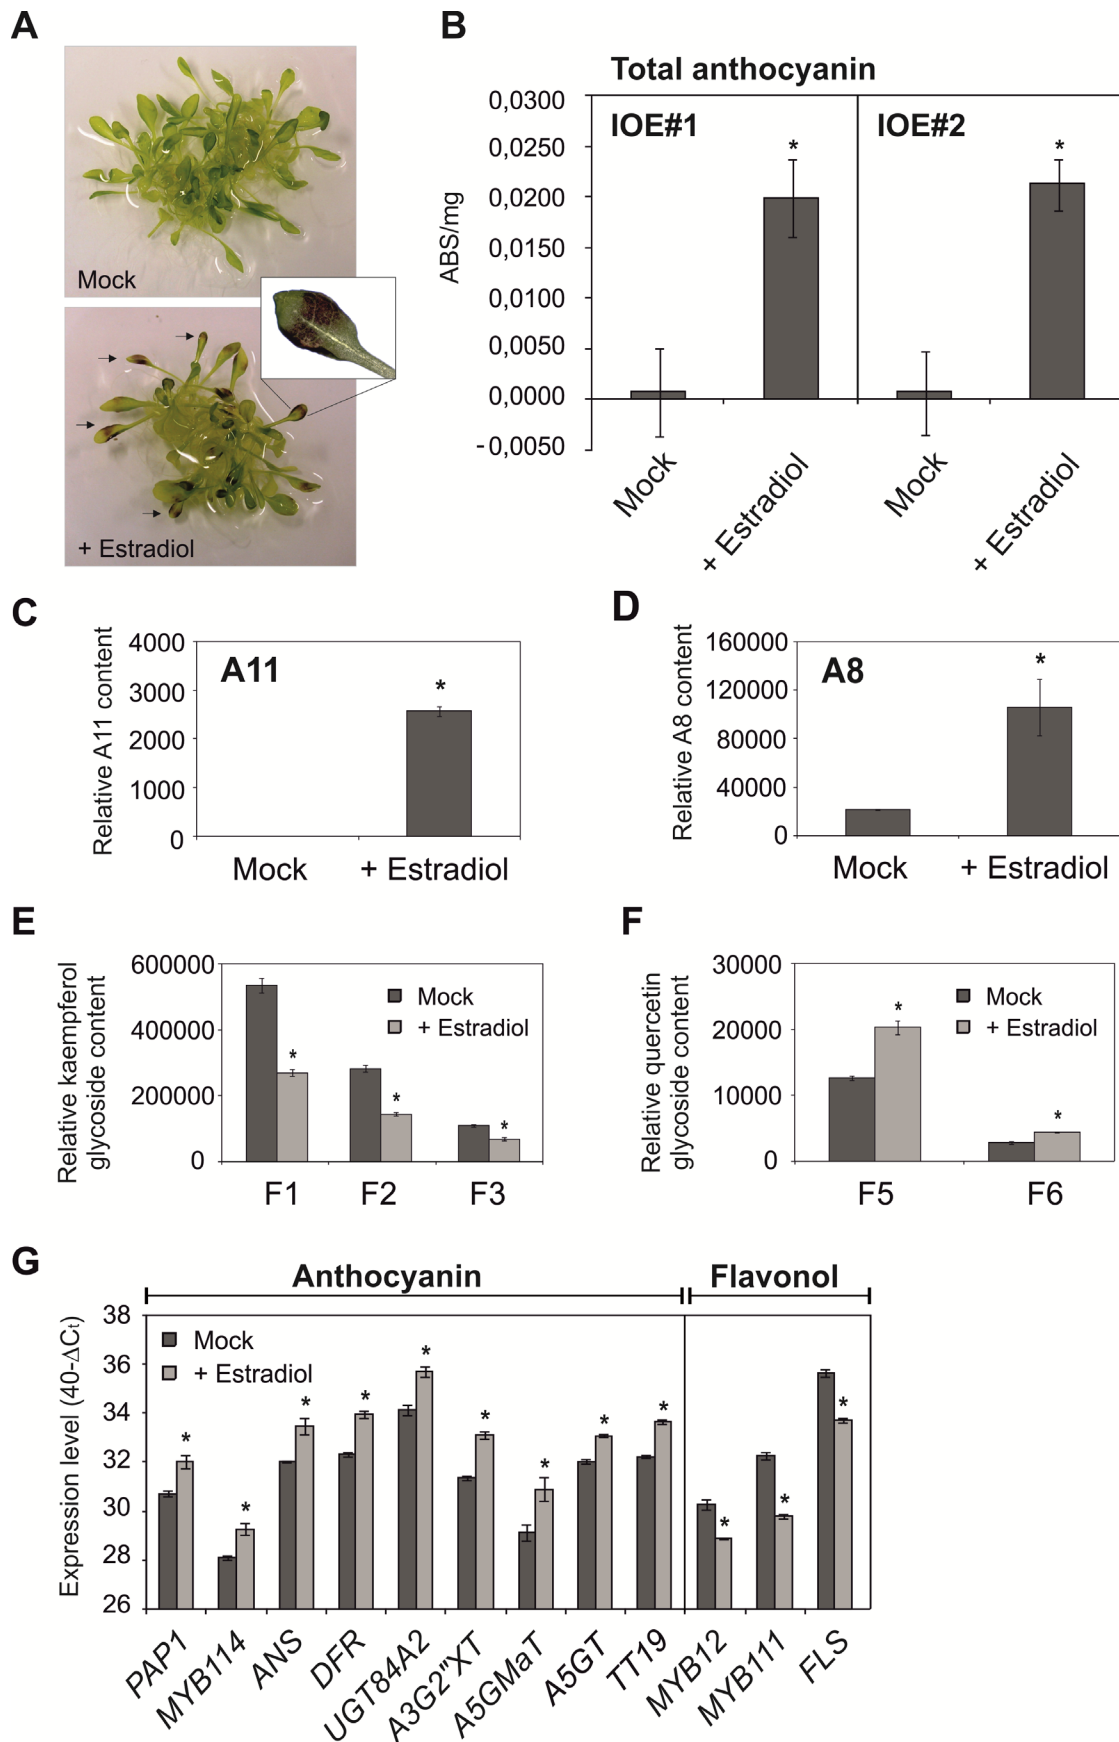 A
Mock
+ Estradiol
B
Total anthocyanin
ABS/mg
0,0300
0,0250
0,0200
0,0150
0,0100
0,0050
0,0000
-0,0050
IOE#1
*
IOE#2
*
Mock
+ Estradiol
Mock
+ Estradiol
C
Relative A11 content
4000
3000
2000
1000
0
A11
*
Mock
+ Estradiol
D
Relative A8 content
160000
120000
80000
40000
0
A8
*
Mock
+ Estradiol
E
Relative kaempferol
glycoside content
600000
400000
200000
0
Mock
+ Estradiol
*
*
*
F1
F2
F3
F
Relative quercetin
glycoside content
30000
20000
10000
0
Mock
+ Estradiol
*
*
F5
F6
G
Anthocyanin
Flavonol
Expression level (40-ΔCt)
38
36
34
32
30
28
26
Mock
+ Estradiol
*
*
*
*
*
*
*
*
*
*
*
*
PAP1
MYB114
ANS
DFR
UGT84A2
A3G2"XT
A5GMaT
A5GT
TT19
MYB12
MYB111
FLS